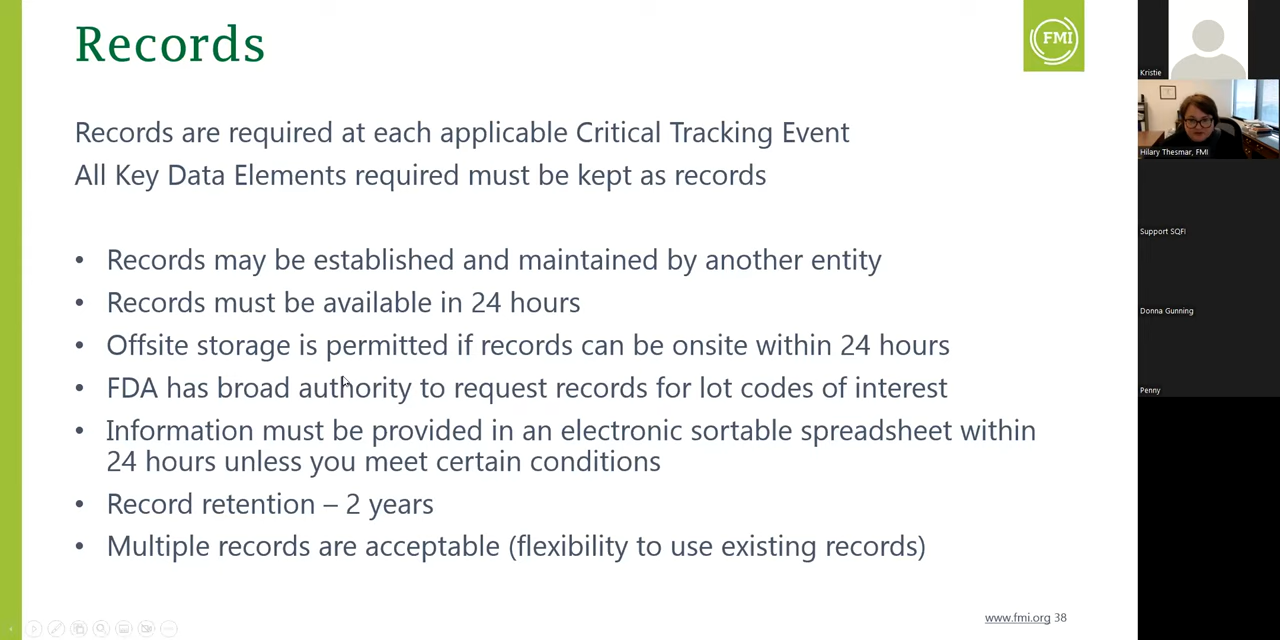 Records
FMI
Records are required at each applicable Critical Tracking Event
All Key Data Elements required must be kept as records
• Records may be established and maintained by another entity
• Records must be available in 24 hours
• Offsite storage is permitted if records can be onsite within 24 hours
• FDA has broad authority to request records for lot codes of interest
• Information must be provided in an electronic sortable spreadsheet within
24 hours unless you meet certain conditions
• Record retention – 2 years
• Multiple records are acceptable (flexibility to use existing records)
www.fmi.org 38
Kristie
Hilary Thesmar, FMI
Support SQFI
Donna Gunning
Penny